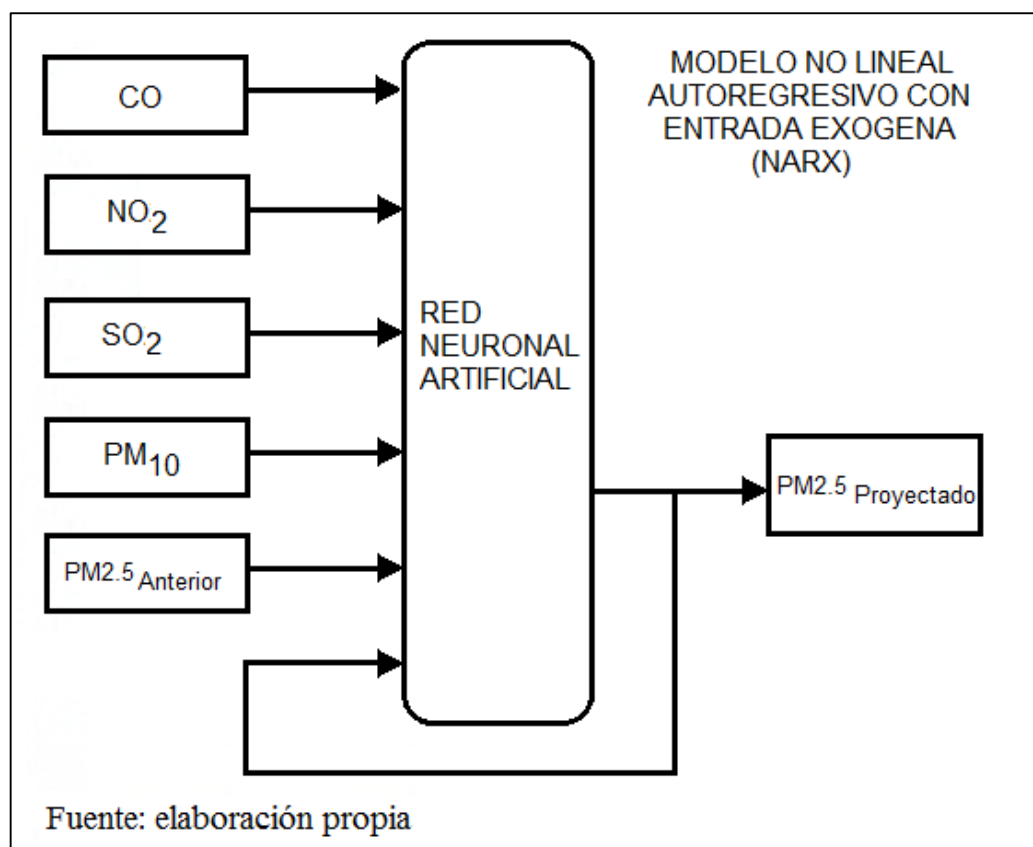 CO
NO2
SO2
PM10
PM2.5 Anterior
RED
NEURONAL
ARTIFICIAL
MODELO NO LINEAL
AUTOREGRESIVO CON
ENTRADA EXOGENA
(NARX)
PM2.5 Proyectado
Fuente: elaboración propia